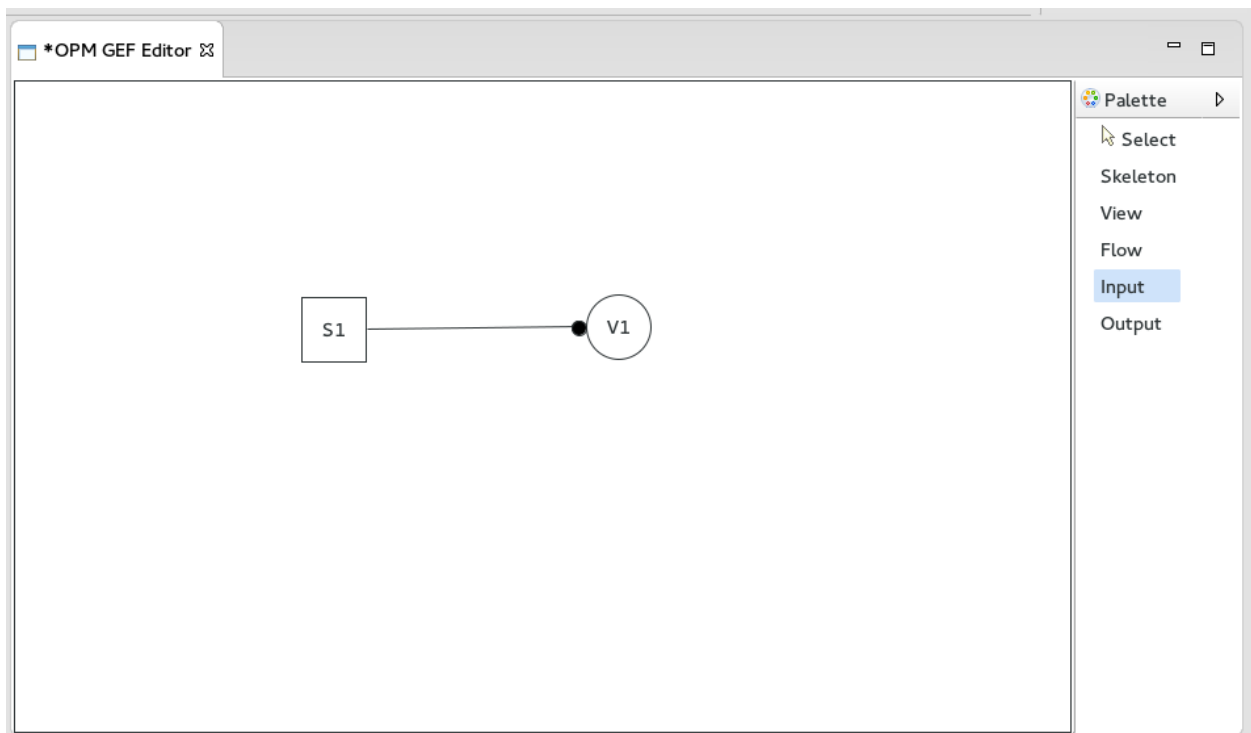 *OPM GEF Editor
Palette
Select
Skeleton
View
Flow
Input
Output
S1
V1